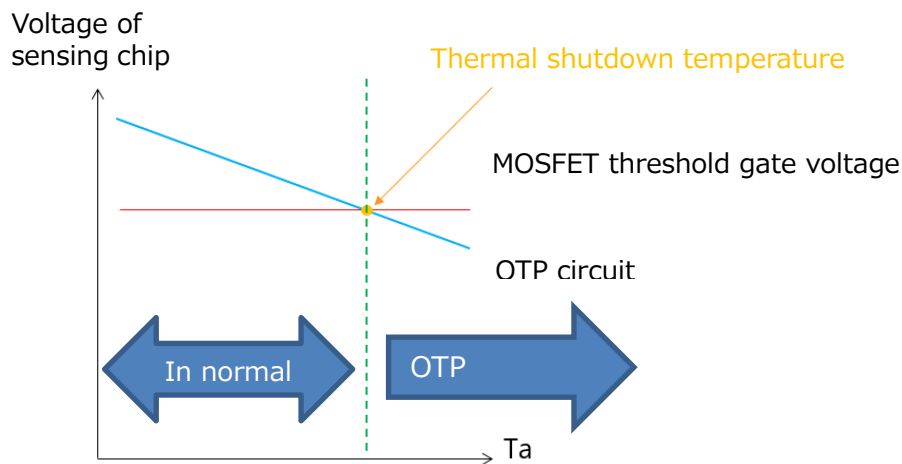 Voltage of
sensing chip
Thermal shutdown temperature
MOSFET threshold gate voltage
OTP circuit
In normal
OTP
Ta